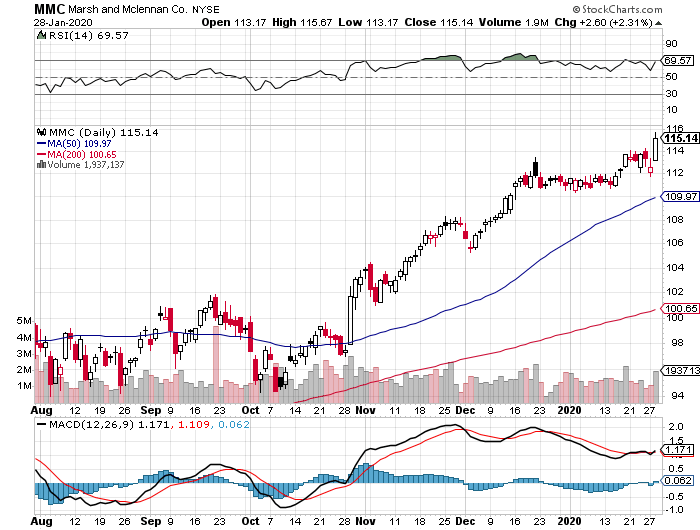 MMC Marsh and Mclennan Co. NYSE © StockCharts.com
28-Jan-2020 Open 113.17 High 115.67 Low 113.17 Close 115.14 Volume 1.9M Chg +2.60 (+2.31%)
RSI(14) 69.57
90
69.57
50
30
10
MMC (Daily) 115.14
MA(50) 109.97
MA(200) 100.65
Volume 1,937,137
116
115.14
114
112
109.97
108
106
104
102
100.65
100
98
96
94
5M
4M
3M
2M
1M
1937137
Aug 12 19 26 Sep 9 16 23 Oct 7 14 21 28 Nov 11 18 25 Dec 9 16 23 2020 13 21 27
MACD(12,26,9) 1.171, 1.109, 0.062
2.0
1.5
1.171
0.5
0.062
-0.5
-1.0
Aug 12 19 26 Sep 9 16 23 Oct 7 14 21 28 Nov 11 18 25 Dec 9 16 23 2020 13 21 27